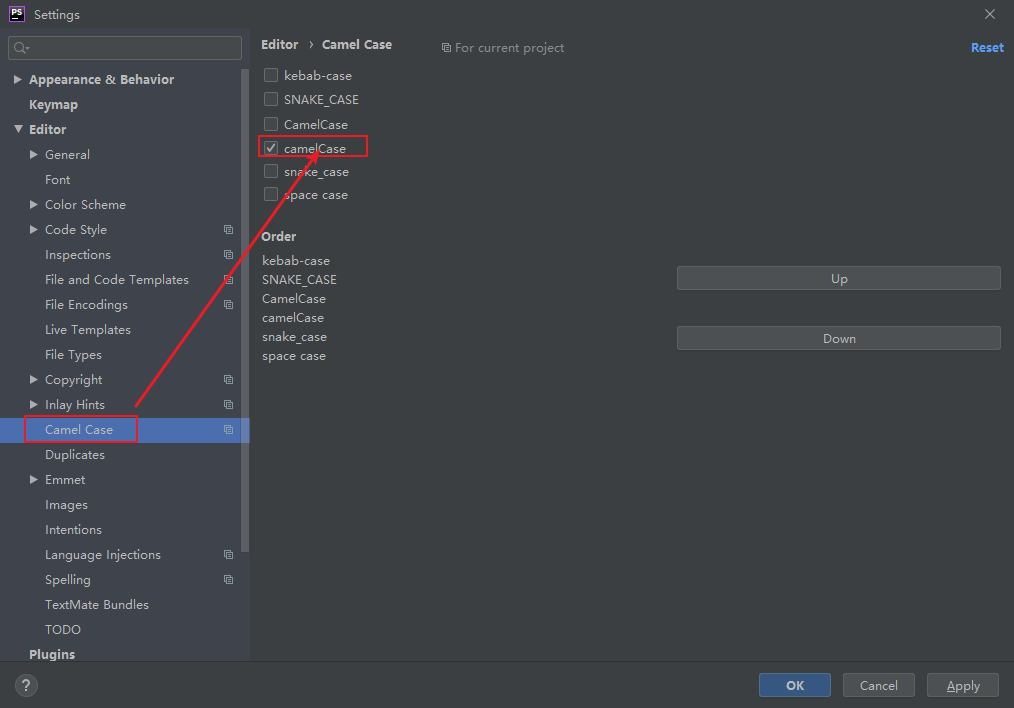 PS Settings
Editor › Camel Case For current project Reset
Appearance & Behavior
Keymap
Editor
General
Font
Color Scheme
Code Style
Inspections
File and Code Templates
File Encodings
Live Templates
File Types
Copyright
Inlay Hints
Camel Case
Duplicates
Emmet
Images
Intentions
Language Injections
Spelling
TextMate Bundles
TODO
Plugins
kebab-case
SNAKE_CASE
CamelCase
camelCase
snake_case
space case
Order
kebab-case
SNAKE_CASE
CamelCase
camelCase
snake_case
space case
Up
Down
?
OK Cancel Apply